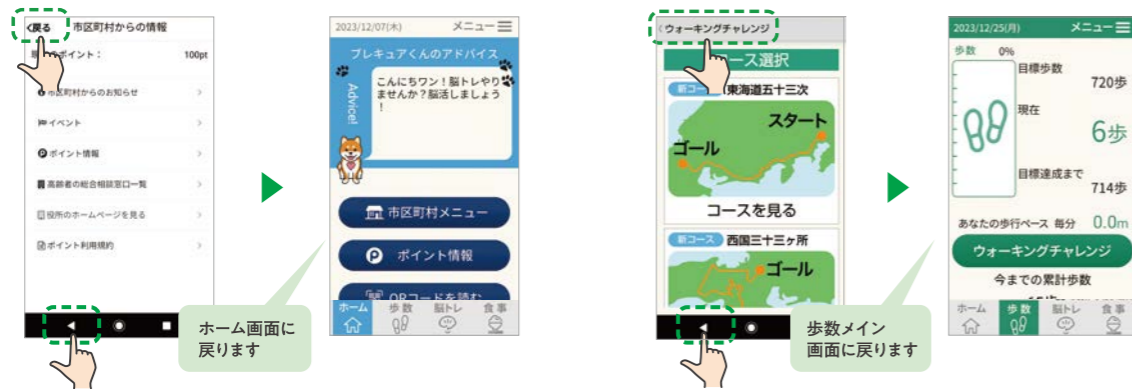 〈戻る 市区町村からの情報
ポイント: 100pt
市区町村からのお知らせ
イベント
ポイント情報
高齢者の総合相談窓口一覧
役所のホームページを見る
ポイント利用規約
ホーム画面に
戻ります
2023/12/07(木) メニュー
プレキュアくんのアドバイス
Advice!
こんにちワン!脳トレやり
ませんか?脳活しましょう
!
市区町村メニュー
ポイント情報
QRコードを読む
ホーム 歩数 脳トレ 食事
〈ウォーキングチャレンジ
コース選択
新コース 東海道五十三次
スタート
ゴール
コースを見る
新コース 西国三十三ヶ所
ゴール
歩数メイン
画面に戻ります
2023/12/25(月) メニュー
歩数 0%
目標歩数
720歩
現在
6歩
目標達成まで
714歩
あなたの歩行ペース 毎分 0.0m
ウォーキングチャレンジ
今までの累計歩数
ホーム 歩数 脳トレ 食事